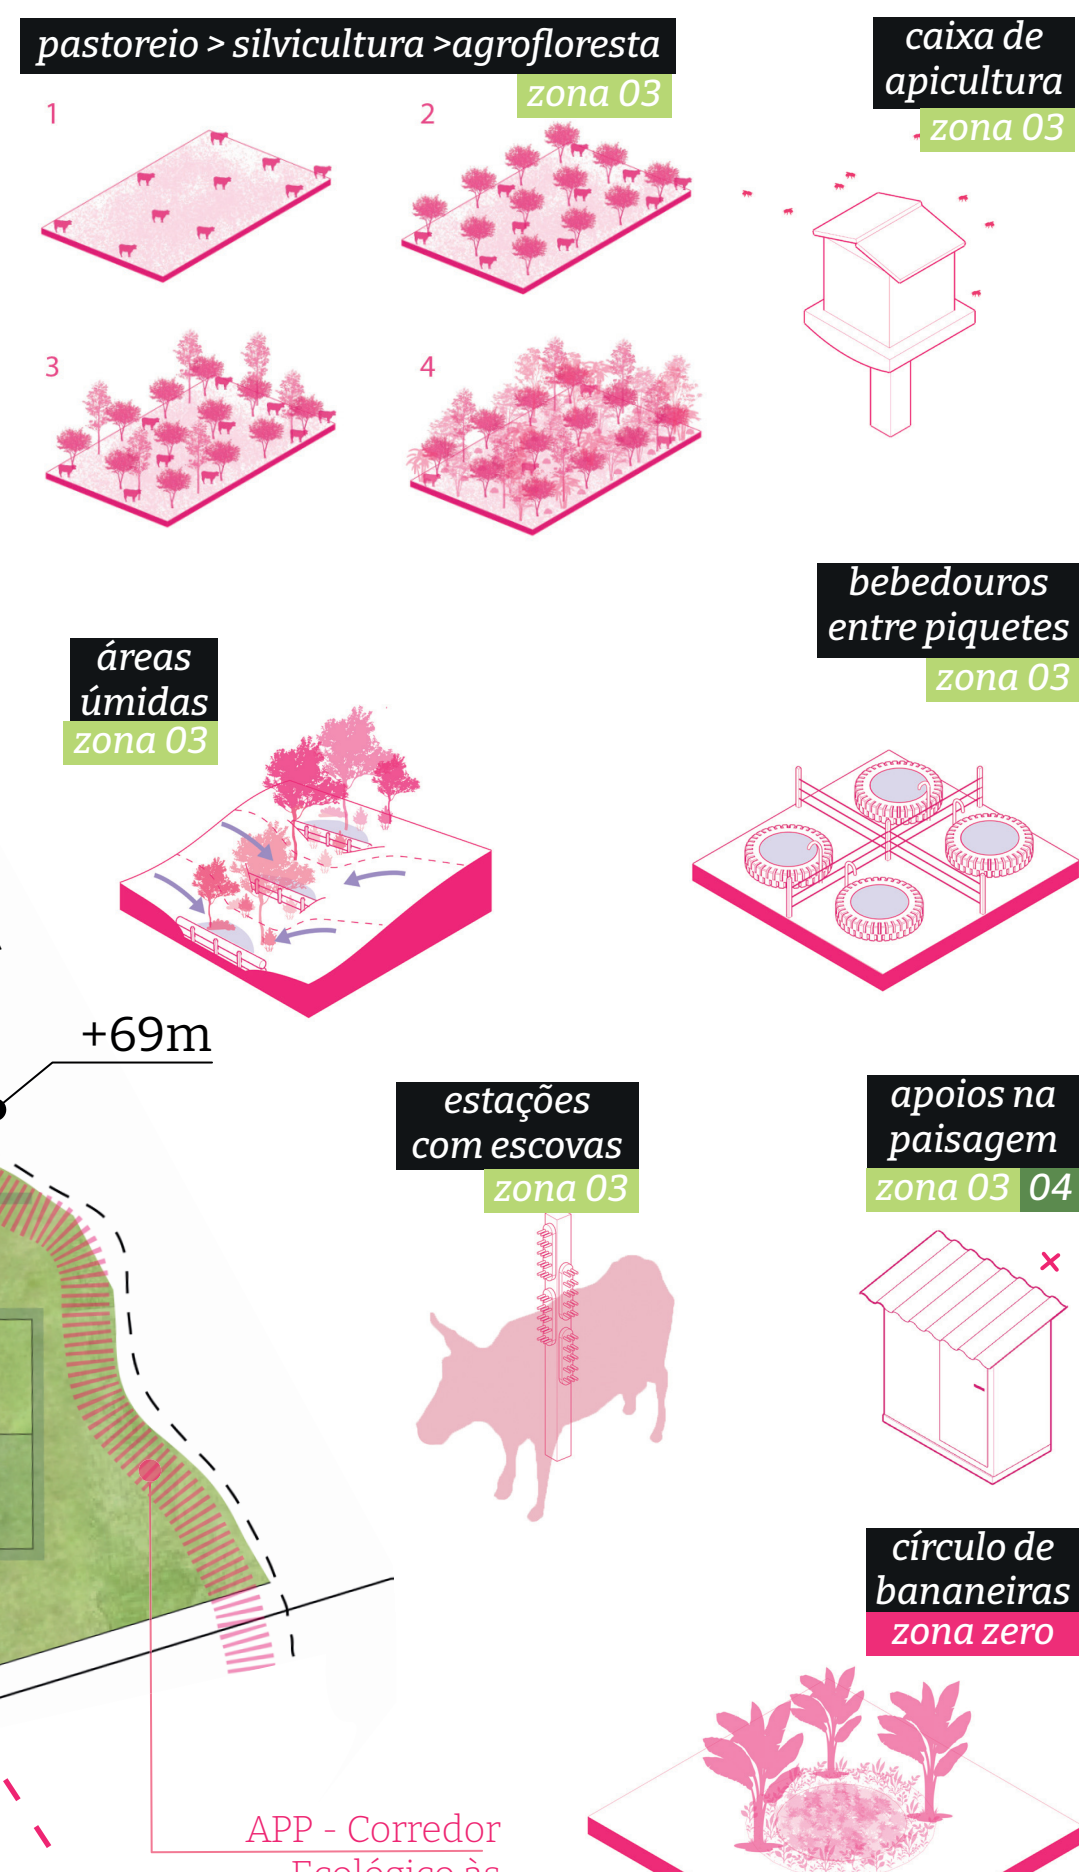 pastoreio > silvicultura >agrofloresta
zona 03
1
2
3
4
caixa de
apicultura
zona 03
áreas
úmidas
zona 03
bebedouros
entre piquetes
zona 03
+69m
estações
com escovas
zona 03
apoios na
paisagem
zona 03 04
círculo de
bananeiras
zona zero
APP - Corredor
Ecológico às